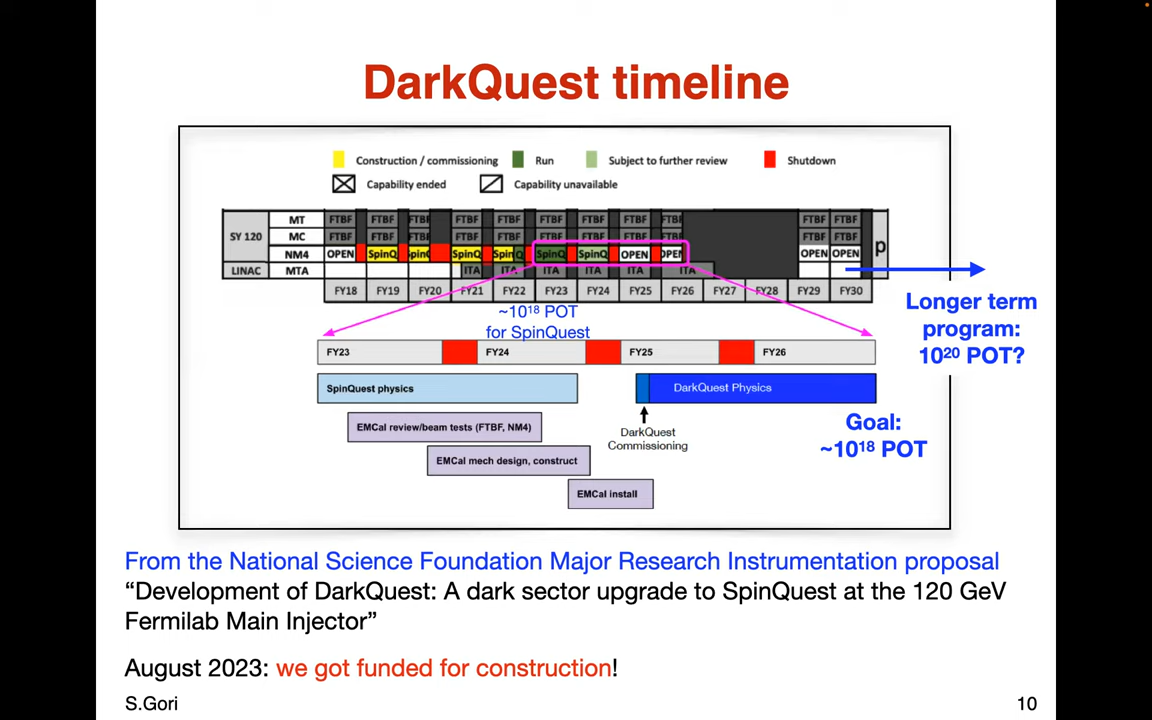 DarkQuest timeline
Construction / commissioning Run Subject to further review Shutdown
Capability ended Capability unavailable
SY 120
MT FTBF FTBF FTBF FTBF FTBF FTBF FTBF FTBF FTBF FTBF FTBF
MC FTBF FTBF FTBF FTBF FTBF FTBF FTBF FTBF FTBF FTBF FTBF
NM4 OPEN SpinQ SpinQ SpinQ SpinQ SpinQ OPEN OPEN OPEN OPEN
LINAC MTA ITA ITA ITA ITA ITA ITA
p
FY18 FY19 FY20 FY21 FY22 FY23 FY24 FY25 FY26 FY27 FY28 FY29 FY30
~10¹⁸ POT
for SpinQuest
Longer term
program:
10²⁰ POT?
FY23 FY24 FY25 FY26
SpinQuest physics
DarkQuest Physics
EMCal review/beam tests (FTBF, NM4)
DarkQuest
Commissioning
Goal:
~10¹⁸ POT
EMCal mech design, construct
EMCal install
From the National Science Foundation Major Research Instrumentation proposal
“Development of DarkQuest: A dark sector upgrade to SpinQuest at the 120 GeV
Fermilab Main Injector”
August 2023: we got funded for construction!
S.Gori
10